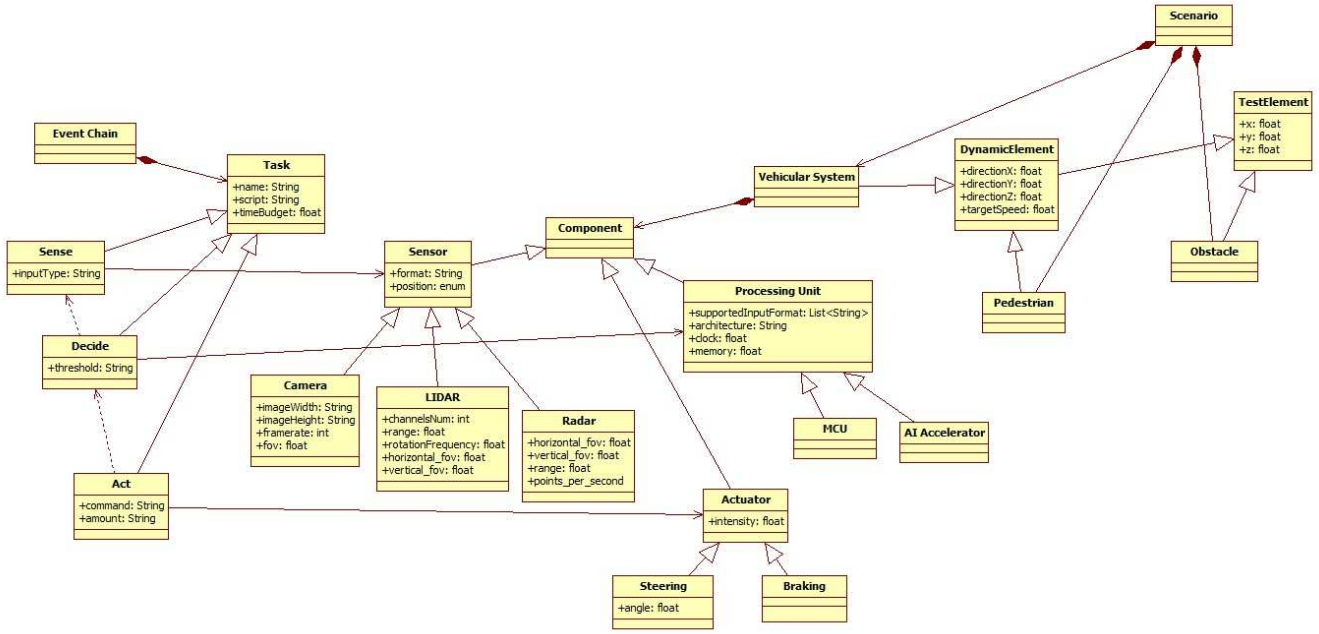 Scenario
TestElement
+x: float
+y: float
+z: float
Event Chain
Task
+name: String
+script: String
+timeBudget: float
DynamicElement
+directionX: float
+directionY: float
+directionZ: float
+targetSpeed: float
Vehicular System
Component
Sense
+inputType: String
Sensor
+format: String
+position: enum
Obstacle
Processing Unit
+supportedInputFormat: List<String>
+architecture: String
+clock: float
+memory: float
Pedestrian
Decide
+threshold: String
Camera
+imageWidth: String
+imageHeight: String
+framerate: int
+fov: float
LIDAR
+channelsNum: int
+range: float
+rotationFrequency: float
+horizontal_fov: float
+vertical_fov: float
Radar
+horizontal_fov: float
+vertical_fov: float
+range: float
+points_per_second
MCU
AI Accelerator
Act
+command: String
+amount: String
Actuator
+intensity: float
Steering
+angle: float
Braking